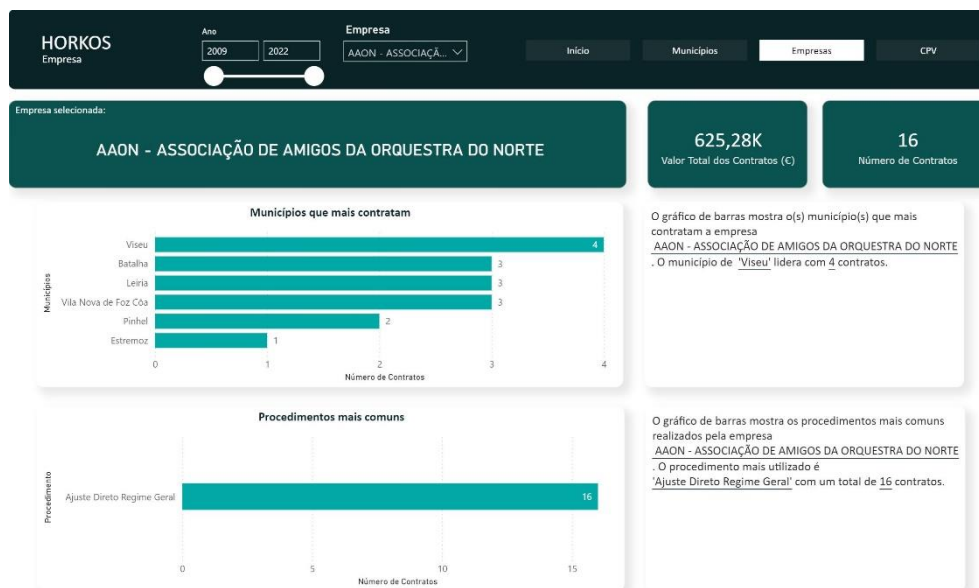 HORKOS
Empresa
Ano
2009 2022
Empresa
AAON - ASSOCIAÇÃ...
Início Municípios Empresas CPV
Empresa selecionada:
AAON - ASSOCIAÇÃO DE AMIGOS DA ORQUESTRA DO NORTE
625,28K
Valor Total dos Contratos (€)
16
Número de Contratos
Municípios que mais contratam
Municípios
Viseu 4
Batalha 3
Leiria 3
Vila Nova de Foz Côa 3
Pinhel 2
Estremoz 1
0 1 2 3 4
Número de Contratos
O gráfico de barras mostra o(s) município(s) que mais
contratam a empresa
AAON - ASSOCIAÇÃO DE AMIGOS DA ORQUESTRA DO NORTE
. O município de 'Viseu' lidera com 4 contratos.
Procedimentos mais comuns
Procedimento
Ajuste Direto Regime Geral 16
0 5 10 15
Número de Contratos
O gráfico de barras mostra os procedimentos mais comuns
realizados pela empresa
AAON - ASSOCIAÇÃO DE AMIGOS DA ORQUESTRA DO NORTE
. O procedimento mais utilizado é
'Ajuste Direto Regime Geral' com um total de 16 contratos.